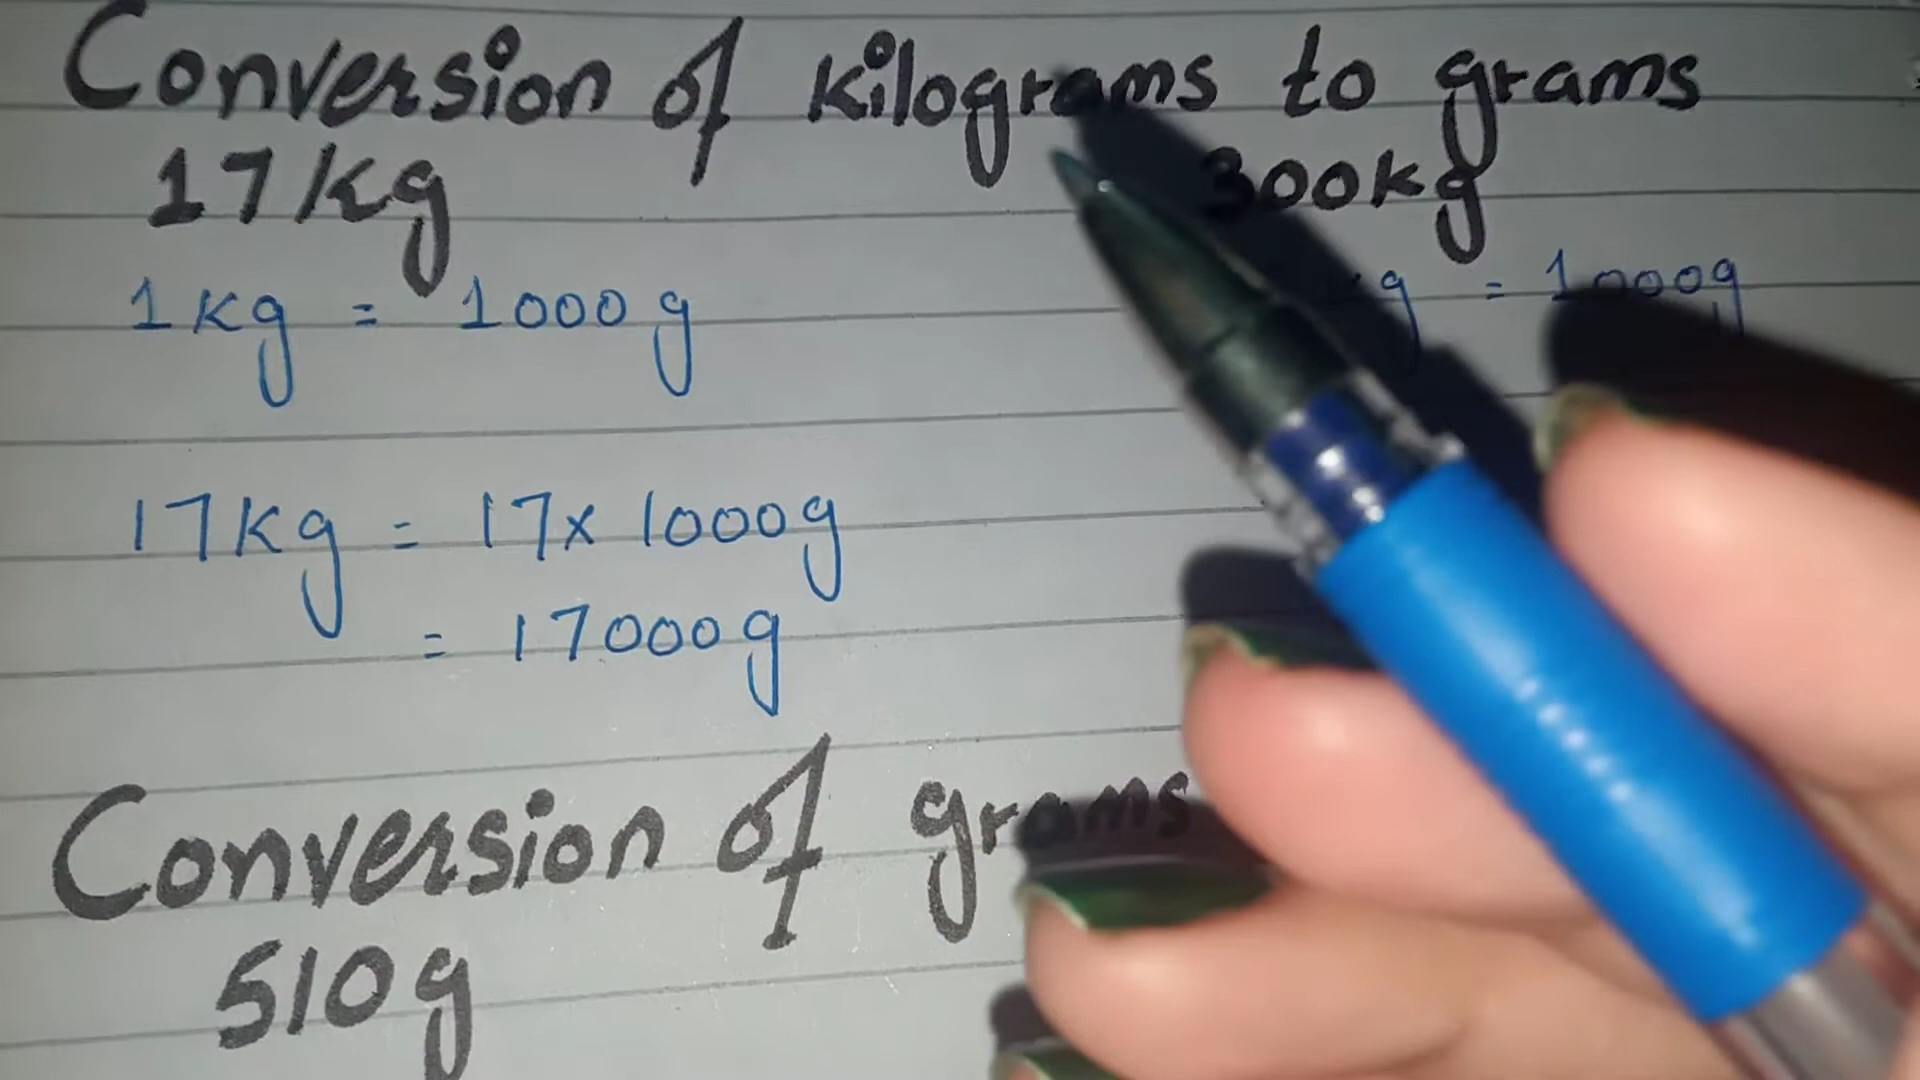 Conversion of kilograms to grams
17kg 300kg
1kg = 1000g g = 1000g
17kg = 17x 1000g
= 17000g
Conversion of grams
510g